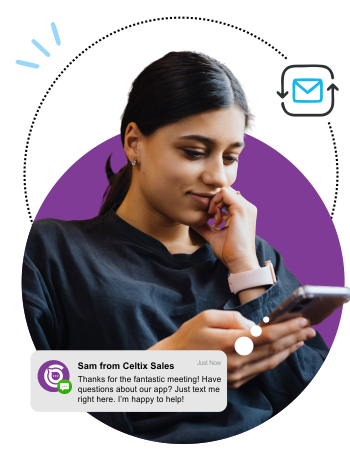 Sam from Celtix Sales
Just Now
Thanks for the fantastic meeting! Have
questions about our app? Just text me
right here. I'm happy to help!